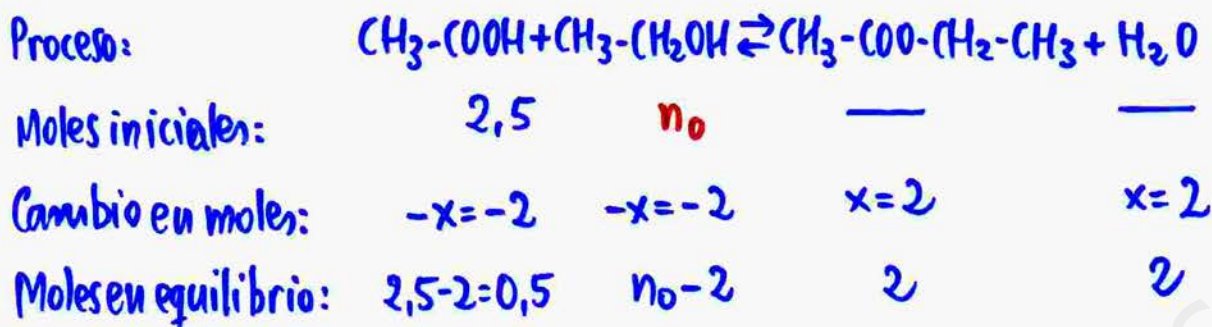 Proceso: CH₃-COOH+CH₃-CH₂OH⇄CH₃-COO-CH₂-CH₃+H₂O
Moles iniciales: 2,5 n₀ — —
Cambio en moles: -x=-2 -x=-2 x=2 x=2
Moles en equilibrio: 2,5-2=0,5 n₀-2 2 2